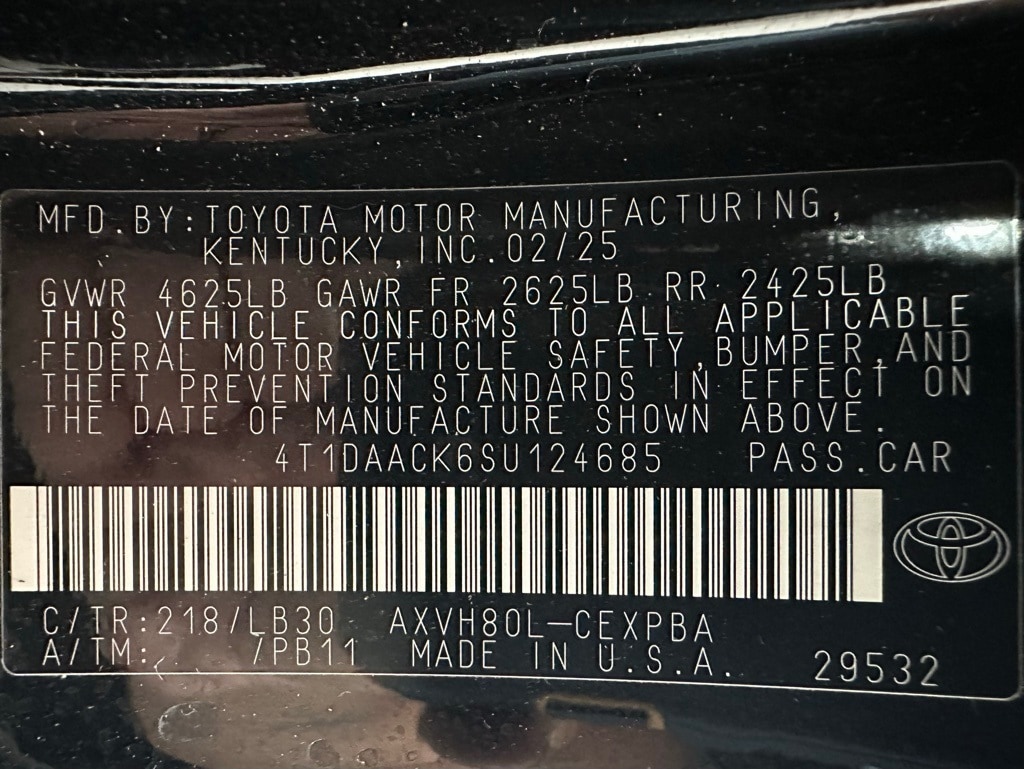 MFD.BY:TOYOTA MOTOR MANUFACTURING,
KENTUCKY,INC.02/25
GVWR 4625LB GAWR FR 2625LB RR 2425LB
THIS VEHICLE CONFORMS TO ALL APPLICABLE
FEDERAL MOTOR VEHICLE SAFETY,BUMPER,AND
THEFT PREVENTION STANDARDS IN EFFECT ON
THE DATE OF MANUFACTURE SHOWN ABOVE.
4T1DAACK6SU124685 PASS.CAR
C/TR:218/LB30 AXVH80L-CEXPBA
A/TM: /PB11 MADE IN U.S.A. 29532